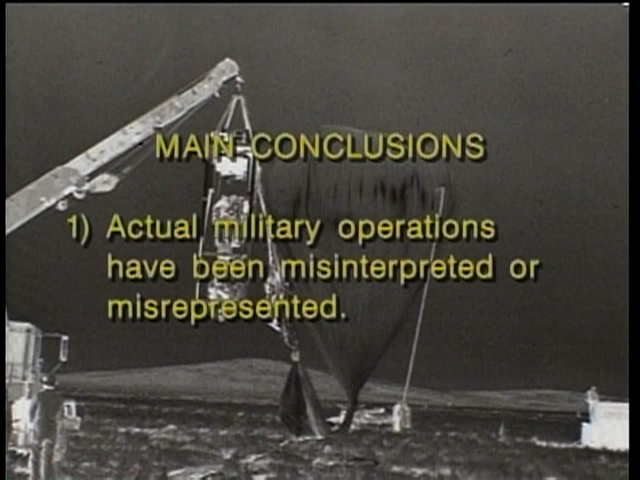 MAIN CONCLUSIONS
1) Actual military operations
have been misinterpreted or
misrepresented.